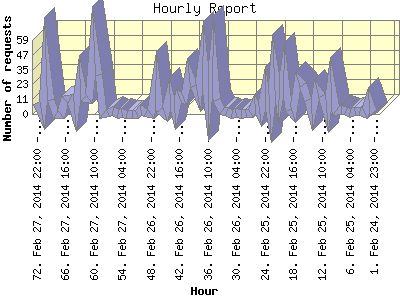 Hourly Report
Number of requests
59
47
35
23
11
0
72. Feb 27, 2014 22:00
66. Feb 27, 2014 16:00
60. Feb 27, 2014 10:00
54. Feb 27, 2014 04:00
48. Feb 26, 2014 22:00
42. Feb 26, 2014 16:00
36. Feb 26, 2014 10:00
30. Feb 26, 2014 04:00
24. Feb 25, 2014 22:00
18. Feb 25, 2014 16:00
12. Feb 25, 2014 10:00
6. Feb 25, 2014 04:00
1. Feb 24, 2014 23:00
Hour